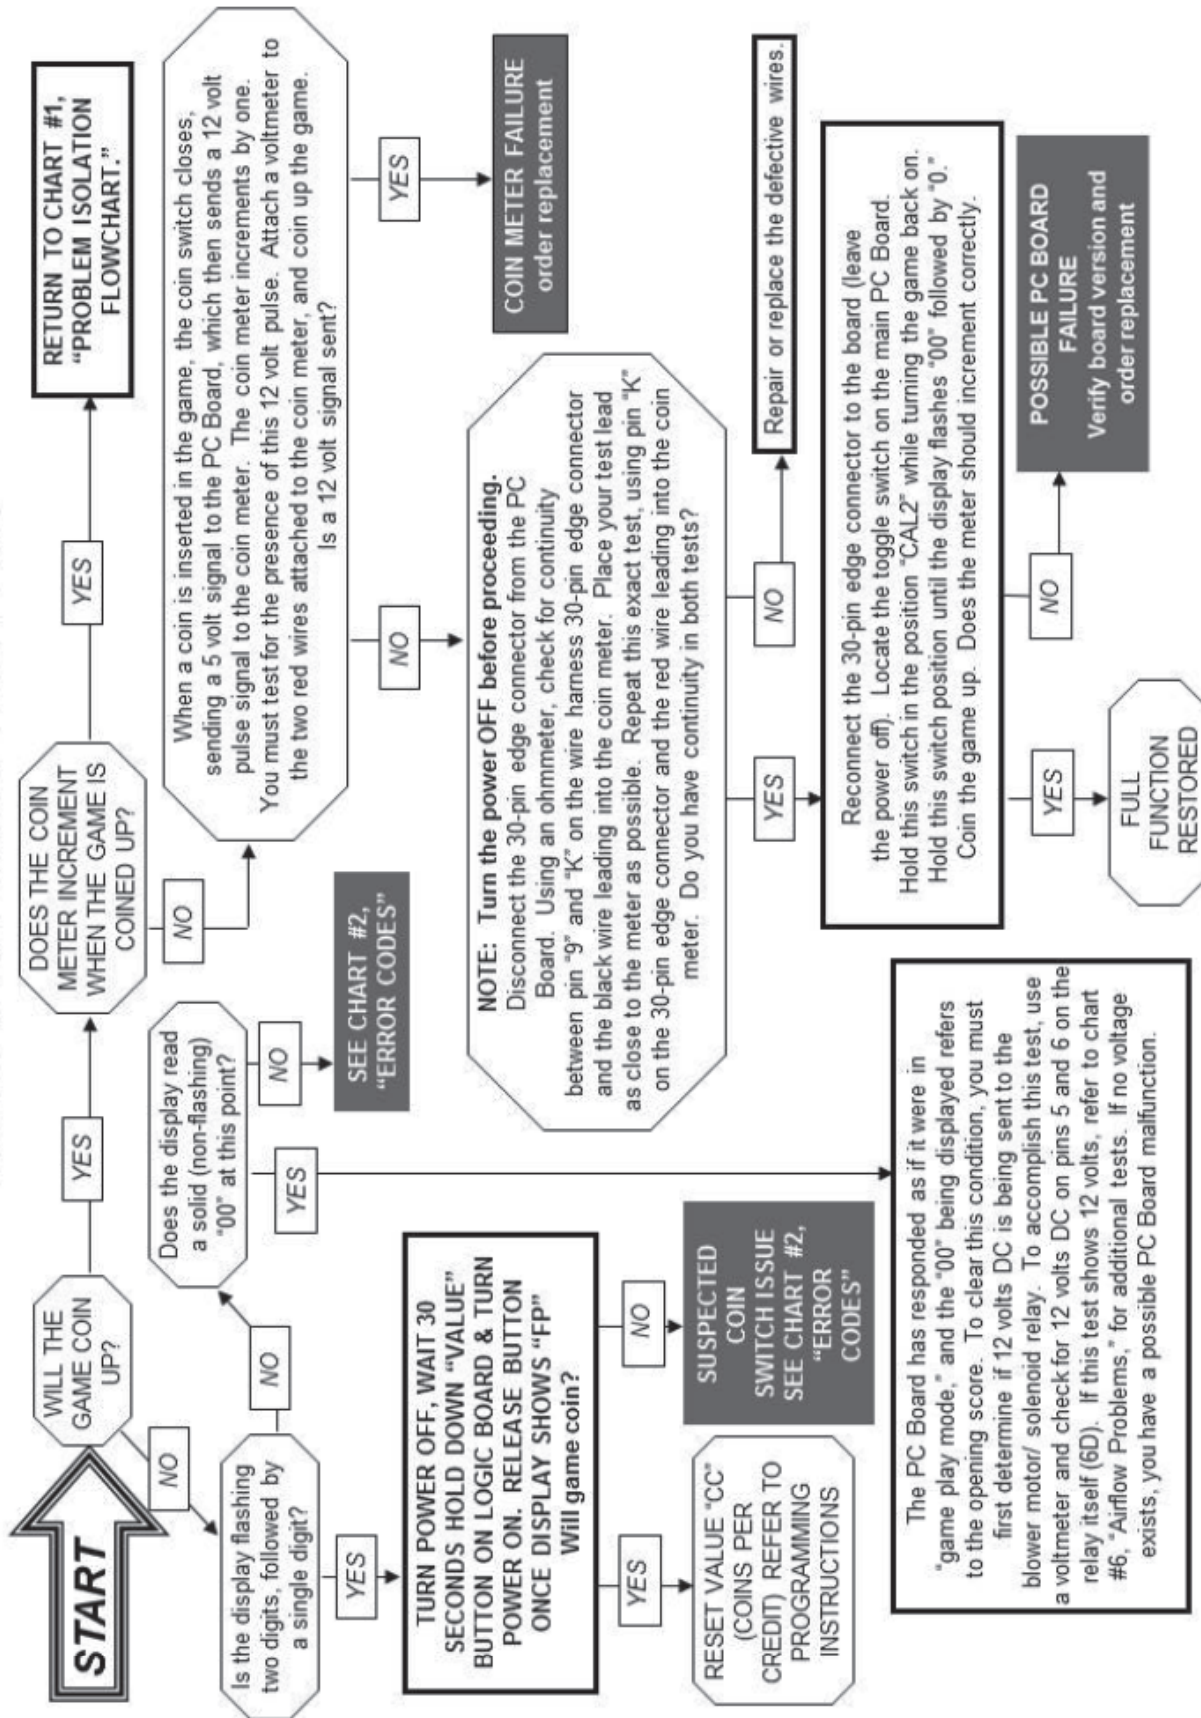 START
WILL THE
GAME COIN
UP?
YES
DOES THE COIN
METER INCREMENT
WHEN THE GAME IS
COINED UP?
YES
RETURN TO CHART #1,
“PROBLEM ISOLATION
FLOWCHART.”
NO
When a coin is inserted in the game, the coin switch closes,
sending a 5 volt signal to the PC Board, which then sends a 12 volt
pulse signal to the coin meter. The coin meter increments by one.
You must test for the presence of this 12 volt pulse. Attach a voltmeter to
the two red wires attached to the coin meter, and coin up the game.
Is a 12 volt signal sent?
YES
COIN METER FAILURE
order replacement
NO
NOTE: Turn the power OFF before proceeding.
Disconnect the 30-pin edge connector from the PC
Board. Using an ohmmeter, check for continuity
between pin “9” and “K” on the wire harness 30-pin edge connector
and the black wire leading into the coin meter. Place your test lead
as close to the meter as possible. Repeat this exact test, using pin “K”
on the 30-pin edge connector and the red wire leading into the coin
meter. Do you have continuity in both tests?
NO
Repair or replace the defective wires.
YES
Reconnect the 30-pin edge connector to the board (leave
the power off). Locate the toggle switch on the main PC Board.
Hold this switch in the position “CAL2” while turning the game back on.
Hold this switch position until the display flashes “00” followed by “0.”
Coin the game up. Does the meter should increment correctly.
NO
POSSIBLE PC BOARD
FAILURE
Verify board version and
order replacement
YES
FULL
FUNCTION
RESTORED
NO
Is the display flashing
two digits, followed by
a single digit?
NO
Does the display read
a solid (non-flashing)
“00” at this point?
NO
SEE CHART #2,
“ERROR CODES”
YES
The PC Board has responded as if it were in
“game play mode,” and the “00” being displayed refers
to the opening score. To clear this condition, you must
first determine if 12 volts DC is being sent to the
blower motor/ solenoid relay. To accomplish this test, use
a voltmeter and check for 12 volts DC on pins 5 and 6 on the
relay itself (6D). If this test shows 12 volts, refer to chart
#6, “Airflow Problems,” for additional tests. If no voltage
exists, you have a possible PC Board malfunction.
YES
TURN POWER OFF, WAIT 30
SECONDS HOLD DOWN “VALUE”
BUTTON ON LOGIC BOARD & TURN
POWER ON. RELEASE BUTTON
ONCE DISPLAY SHOWS “FP”
Will game coin?
NO
SUSPECTED
COIN
SWITCH ISSUE
SEE CHART #2,
“ERROR
CODES”
YES
RESET VALUE “CC”
(COINS PER
CREDIT) REFER TO
PROGRAMMING
INSTRUCTIONS